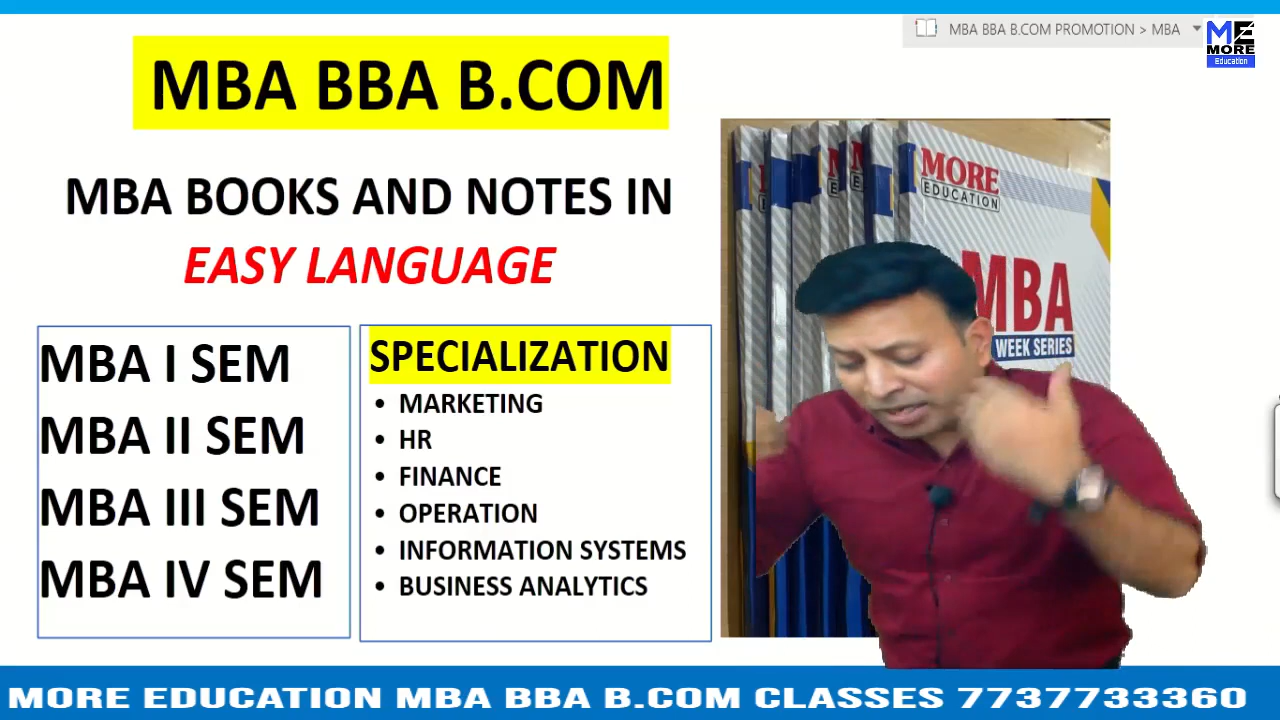 MBA BBA B.COM PROMOTION > MBA
ME
MORE
Education
MBA BBA B.COM
MBA BOOKS AND NOTES IN
EASY LANGUAGE
MBA I SEM
MBA II SEM
MBA III SEM
MBA IV SEM
SPECIALIZATION
• MARKETING
• HR
• FINANCE
• OPERATION
• INFORMATION SYSTEMS
• BUSINESS ANALYTICS
MORE
EDUCATION
MBA
WEEK SERIES
MORE EDUCATION MBA BBA B.COM CLASSES 7737733360